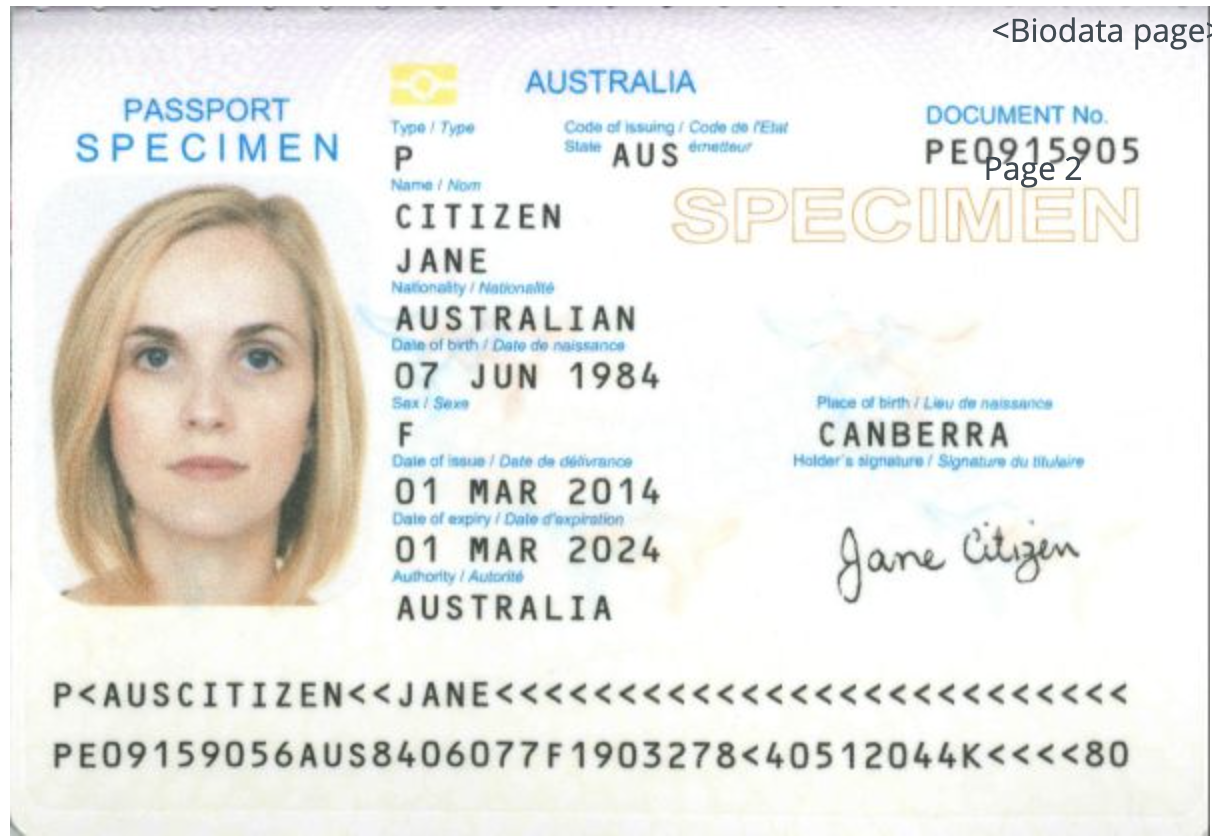 <Biodata page>
PASSPORT
SPECIMEN
AUSTRALIA
Type / Type
P
Code of issuing / Code de l'Etat
State AUS émetteur
DOCUMENT No.
PE0915905
Page 2
SPECIMEN
Name / Nom
CITIZEN
JANE
Nationality / Nationalité
AUSTRALIAN
Date of birth / Date de naissance
07 JUN 1984
Sex / Sexe
F
Place of birth / Lieu de naissance
CANBERRA
Date of issue / Date de délivrance
01 MAR 2014
Holder's signature / Signature du titulaire
Date of expiry / Date d'expiration
01 MAR 2024
Jane Citizen
Authority / Autorité
AUSTRALIA
P<AUSCITIZEN<<JANE<<<<<<<<<<<<<<<<<<<<<<<<<<
PE09159056AUS8406077F1903278<40512044K<<<<80